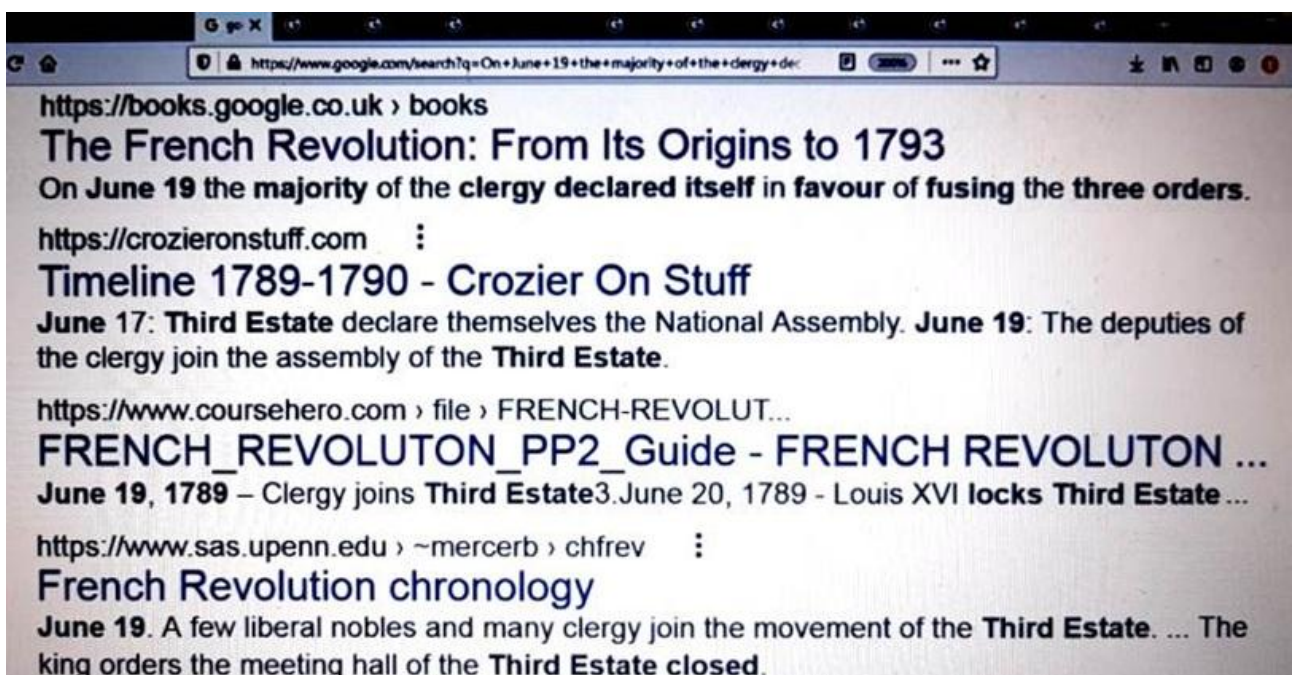 G go X
https://www.google.com/search?q=On+June+19+the+majority+of+the+clergy+dec
https://books.google.co.uk › books
The French Revolution: From Its Origins to 1793
On June 19 the majority of the clergy declared itself in favour of fusing the three orders.
https://crozieronstuff.com
Timeline 1789-1790 - Crozier On Stuff
June 17: Third Estate declare themselves the National Assembly. June 19: The deputies of
the clergy join the assembly of the Third Estate.
https://www.coursehero.com › file › FRENCH-REVOLUT...
FRENCH_REVOLUTON_PP2_Guide - FRENCH REVOLUTON ...
June 19, 1789 – Clergy joins Third Estate3.June 20, 1789 - Louis XVI locks Third Estate ...
https://www.sas.upenn.edu › ~mercerb › chfrev
French Revolution chronology
June 19. A few liberal nobles and many clergy join the movement of the Third Estate. ... The
king orders the meeting hall of the Third Estate closed.